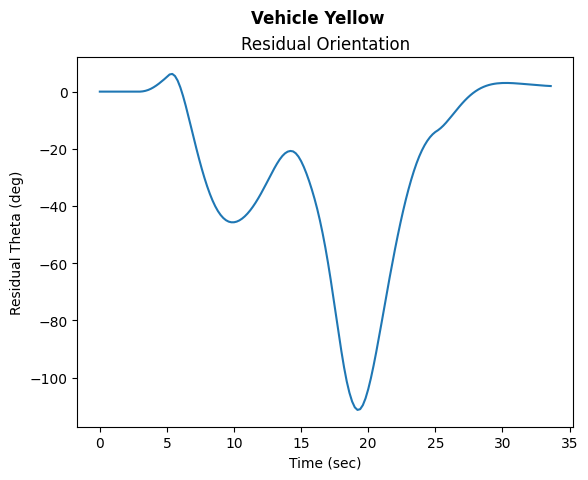 Vehicle Yellow
Residual Orientation
Residual Theta (deg)
0
−20
−40
−60
−80
−100
0 5 10 15 20 25 30 35
Time (sec)